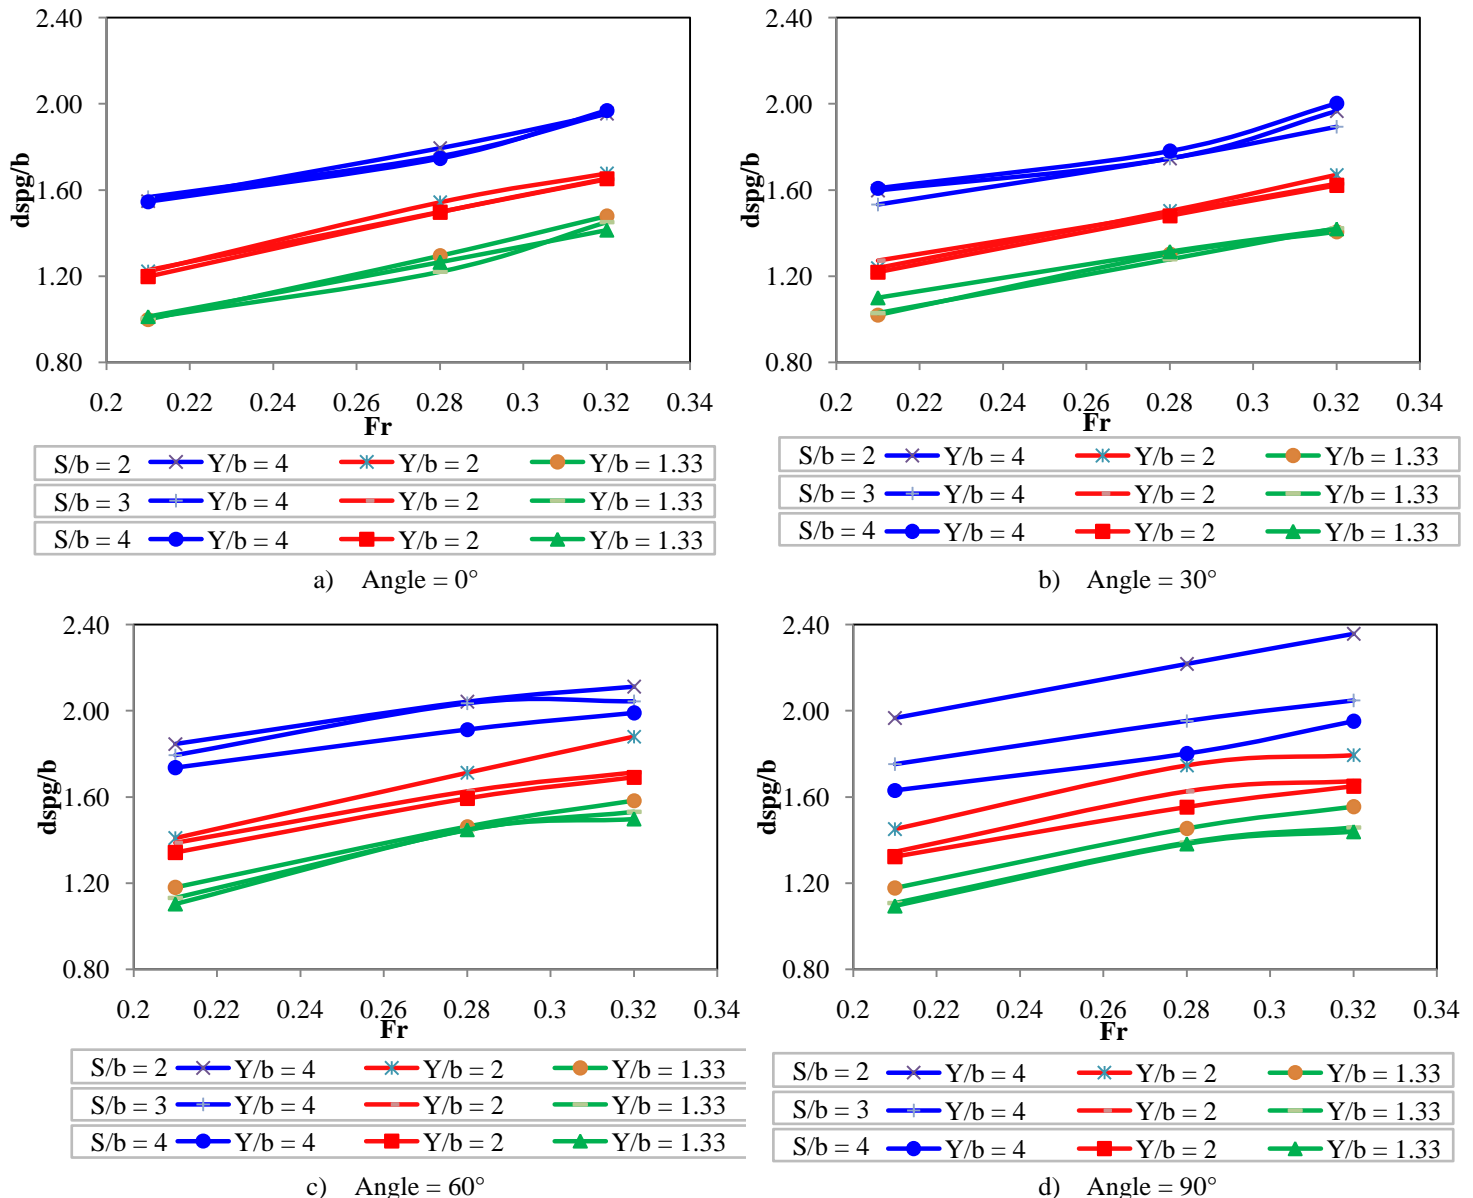 2.40
2.00
1.60
1.20
0.80
dspg/b
0.2 0.22 0.24 0.26 0.28 0.3 0.32 0.34
Fr
S/b = 2 Y/b = 4 Y/b = 2 Y/b = 1.33
S/b = 3 Y/b = 4 Y/b = 2 Y/b = 1.33
S/b = 4 Y/b = 4 Y/b = 2 Y/b = 1.33
a) Angle = 0°
2.40
2.00
1.60
1.20
0.80
dspg/b
0.2 0.22 0.24 0.26 0.28 0.3 0.32 0.34
Fr
S/b = 2 Y/b = 4 Y/b = 2 Y/b = 1.33
S/b = 3 Y/b = 4 Y/b = 2 Y/b = 1.33
S/b = 4 Y/b = 4 Y/b = 2 Y/b = 1.33
b) Angle = 30°
2.40
2.00
1.60
1.20
0.80
dspg/b
0.2 0.22 0.24 0.26 0.28 0.3 0.32 0.34
Fr
S/b = 2 Y/b = 4 Y/b = 2 Y/b = 1.33
S/b = 3 Y/b = 4 Y/b = 2 Y/b = 1.33
S/b = 4 Y/b = 4 Y/b = 2 Y/b = 1.33
c) Angle = 60°
2.40
2.00
1.60
1.20
0.80
dspg/b
0.2 0.22 0.24 0.26 0.28 0.3 0.32 0.34
Fr
S/b = 2 Y/b = 4 Y/b = 2 Y/b = 1.33
S/b = 3 Y/b = 4 Y/b = 2 Y/b = 1.33
S/b = 4 Y/b = 4 Y/b = 2 Y/b = 1.33
d) Angle = 90°